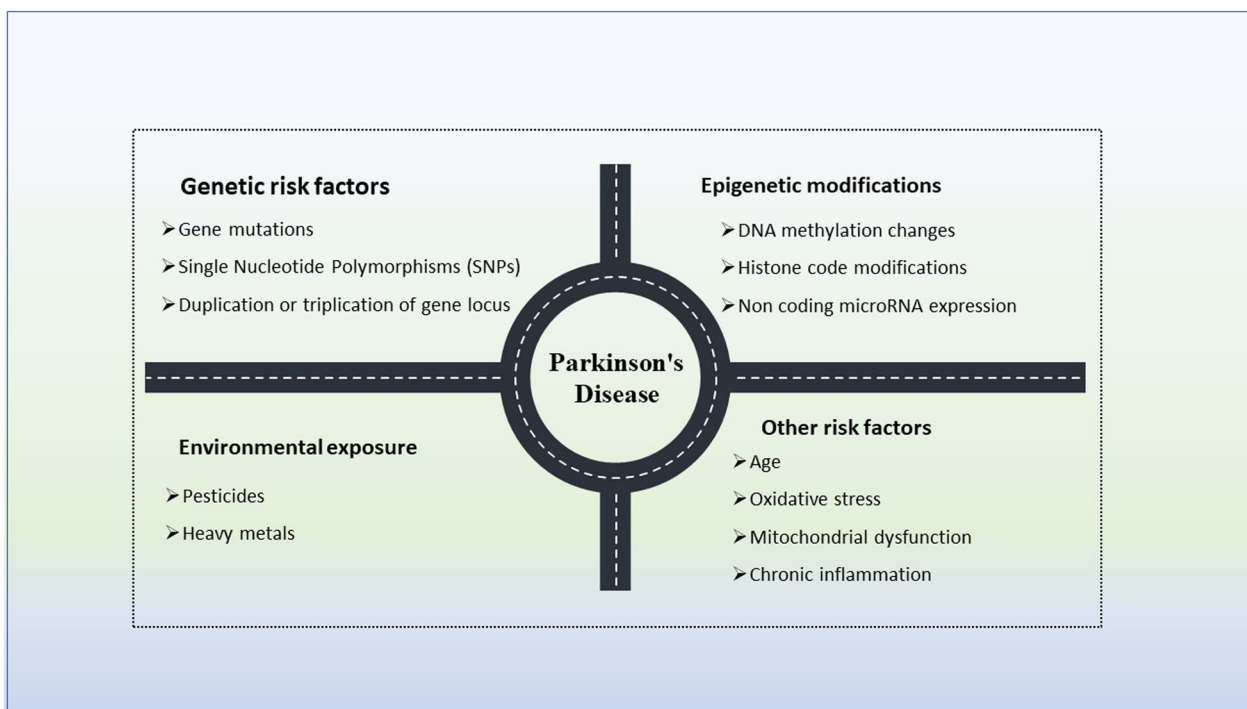 Genetic risk factors
➢Gene mutations
➢Single Nucleotide Polymorphisms (SNPs)
➢Duplication or triplication of gene locus
Epigenetic modifications
➢DNA methylation changes
➢Histone code modifications
➢Non coding microRNA expression
Parkinson's
Disease
Environmental exposure
➢Pesticides
➢Heavy metals
Other risk factors
➢Age
➢Oxidative stress
➢Mitochondrial dysfunction
➢Chronic inflammation